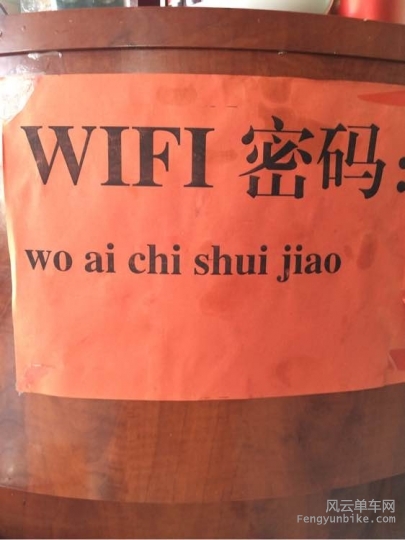 WIFI 密码:
wo ai chi shui jiao
风云单车网
Fengyunbike.com